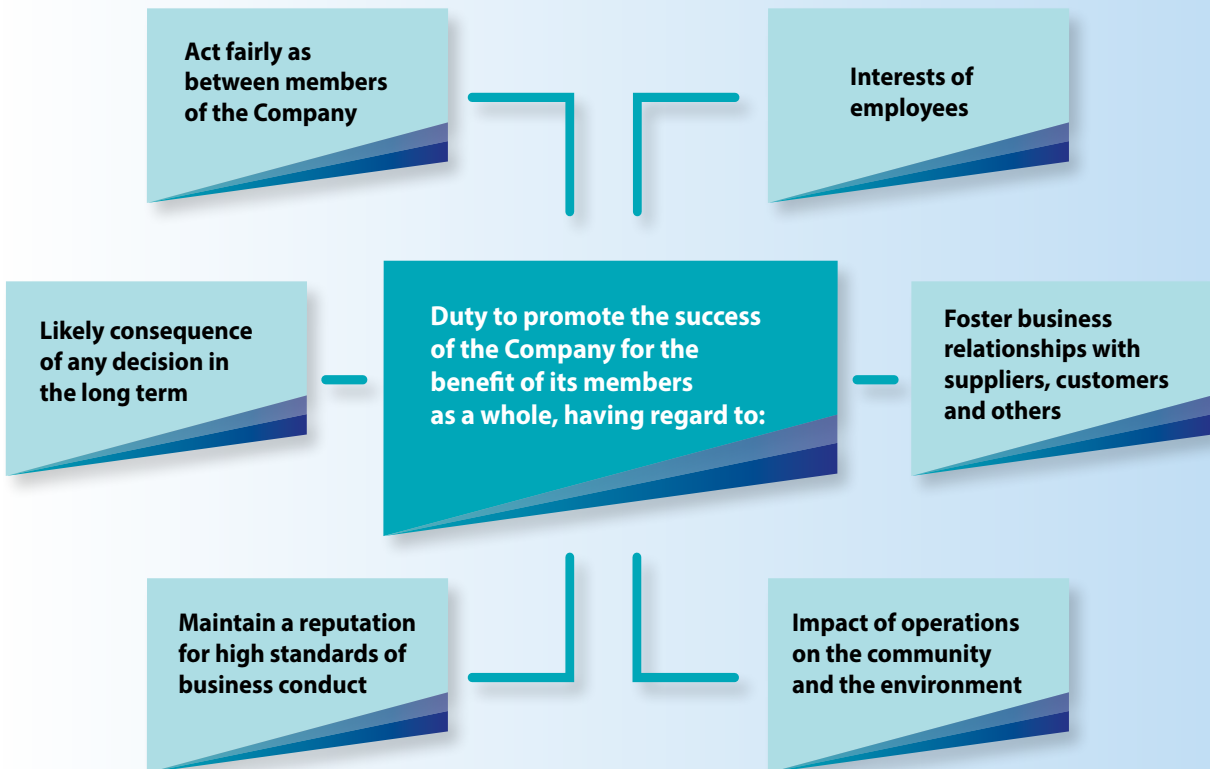 Act fairly as
between members
of the Company
Interests of
employees
Likely consequence
of any decision in
the long term
Duty to promote the success
of the Company for the
benefit of its members
as a whole, having regard to:
Foster business
relationships with
suppliers, customers
and others
Maintain a reputation
for high standards of
business conduct
Impact of operations
on the community
and the environment